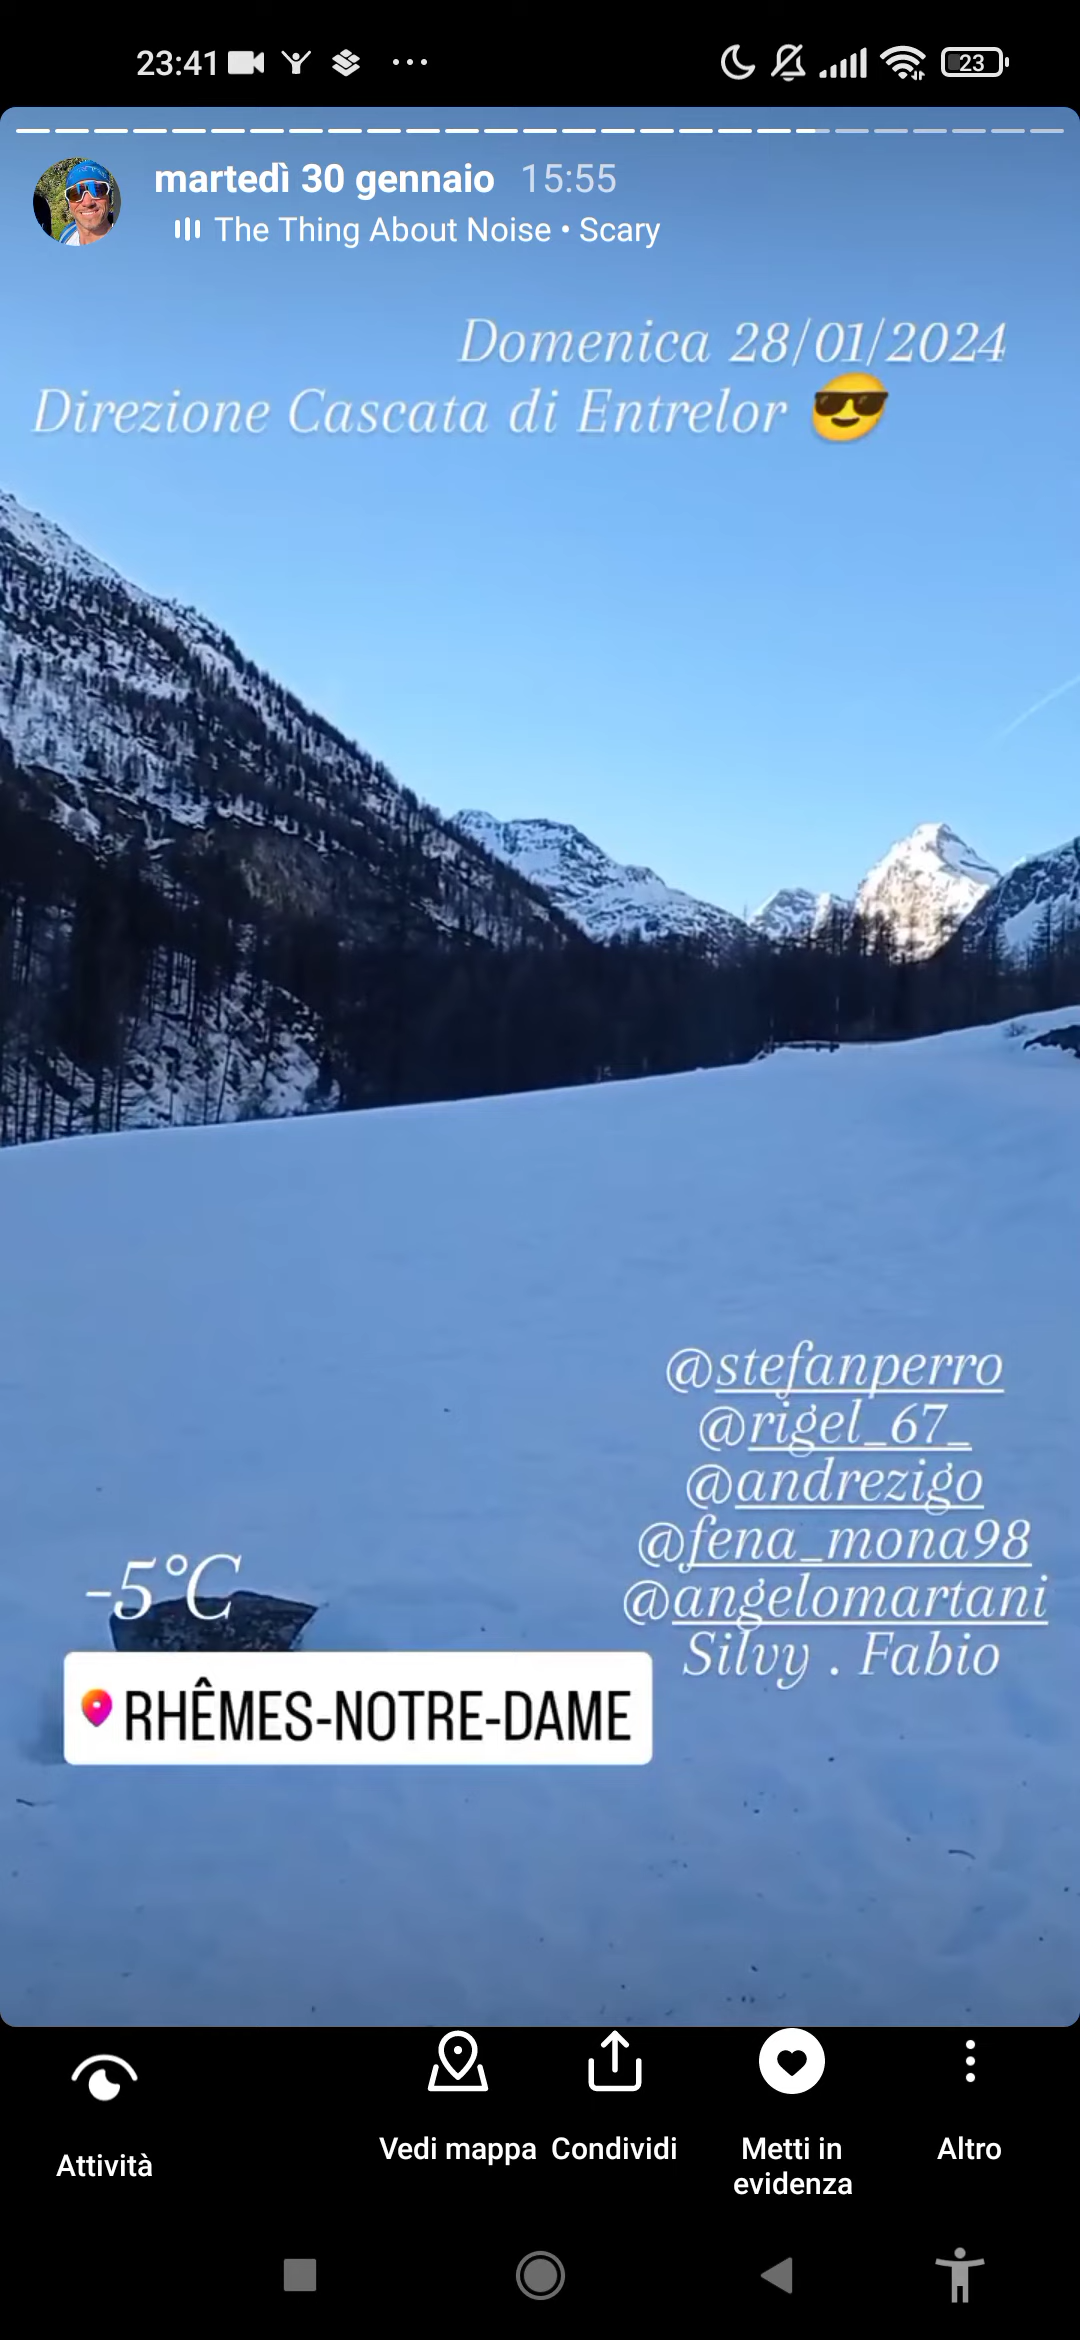 23:41
23
martedì 30 gennaio 15:55
The Thing About Noise • Scary
Domenica 28/01/2024
Direzione Cascata di Entrelor 😎
@stefanperro
@rigel_67_
@andrezigo
@fena_mona98
@angelomartani
Silvy . Fabio
-5°C
RHÊMES-NOTRE-DAME
Attività
Vedi mappa
Condividi
Metti in
evidenza
Altro